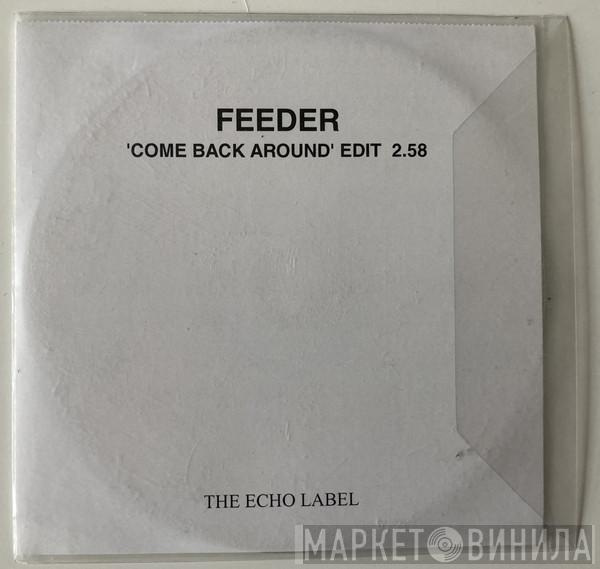 FEEDER
'COME BACK AROUND' EDIT 2.58
THE ECHO LABEL
МАРКЕТ ВИНИЛА